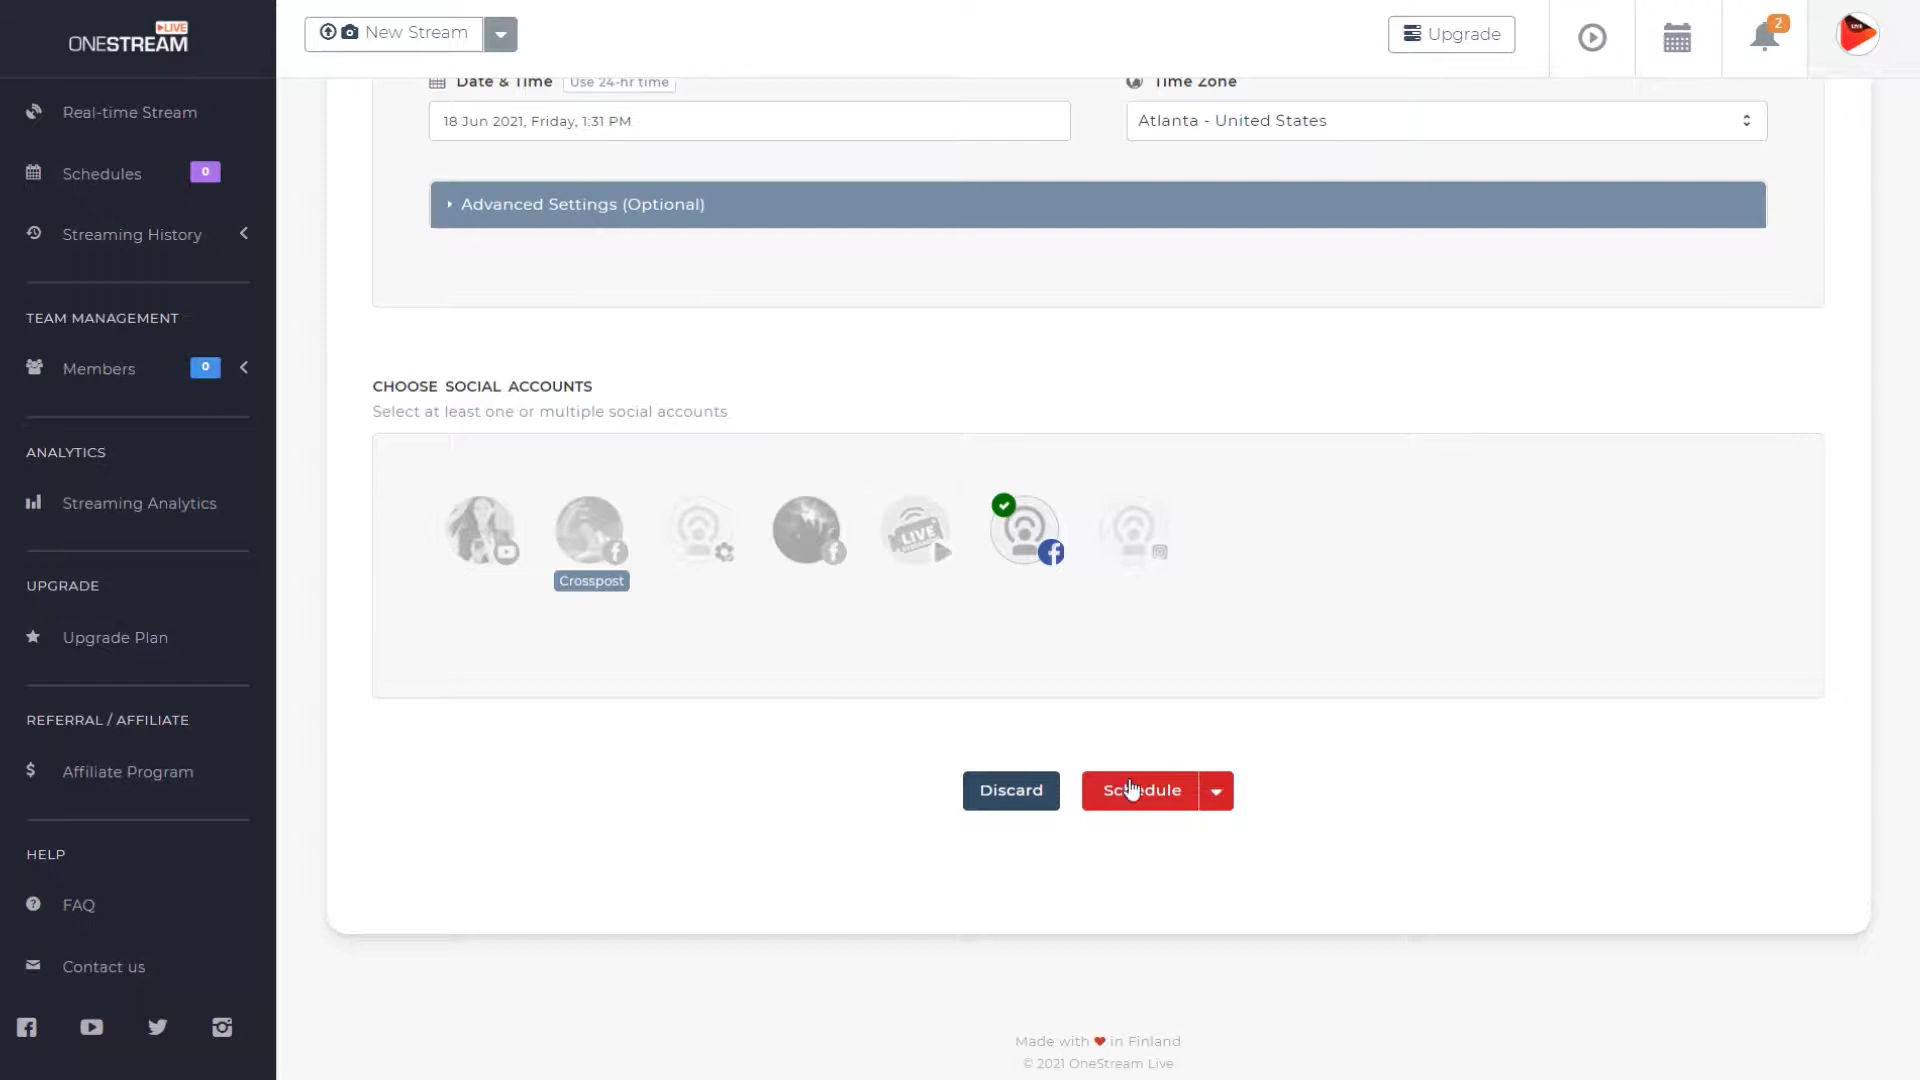 LIVE
ONESTREAM
New Stream
Upgrade
2
Real-time Stream
Schedules
0
Streaming History
TEAM MANAGEMENT
Members
0
ANALYTICS
Streaming Analytics
UPGRADE
Upgrade Plan
REFERRAL / AFFILIATE
Affiliate Program
HELP
FAQ
Contact us
Date & Time
Use 24-hr time
18 Jun 2021, Friday, 1:31 PM
Time Zone
Atlanta - United States
Advanced Settings (Optional)
CHOOSE SOCIAL ACCOUNTS
Select at least one or multiple social accounts
LIVE
Crosspost
Discard
Schedule
Made with ❤ in Finland
© 2021 OneStream Live